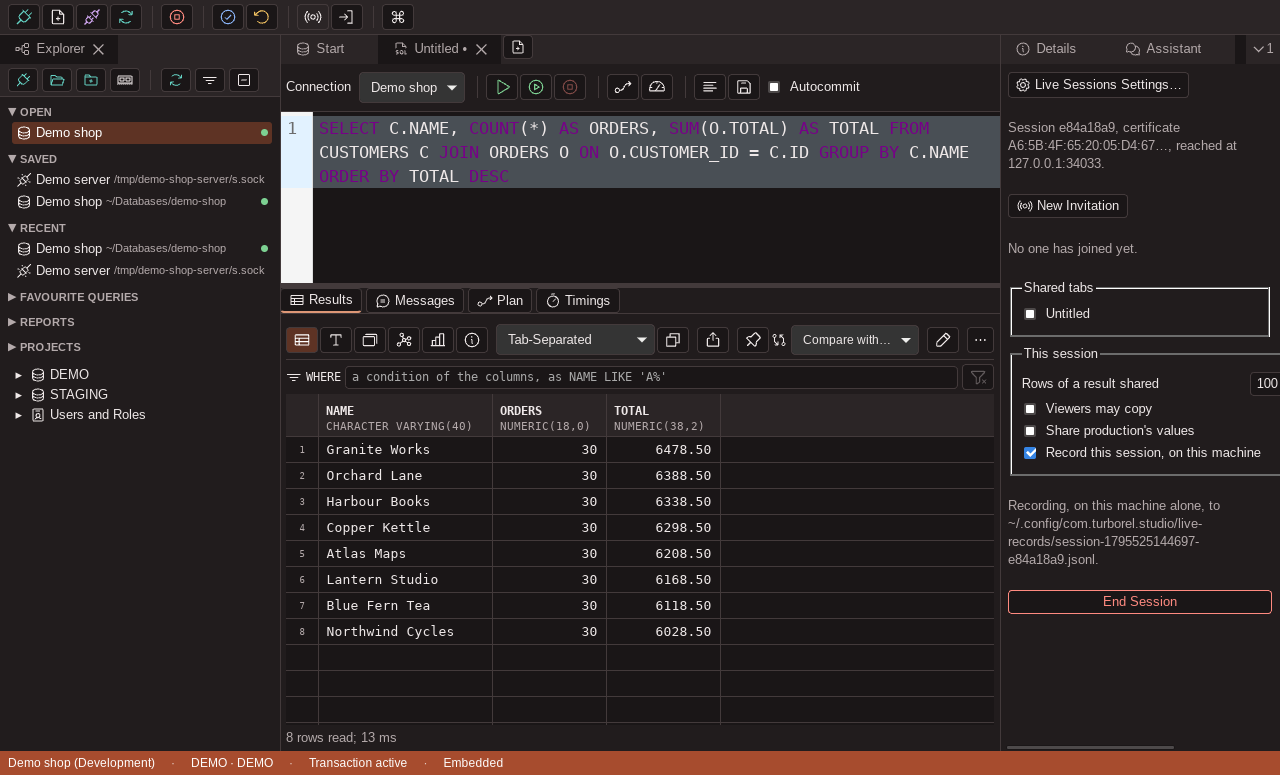 Explorer
Start
Untitled •
Details
Assistant
1
Connection
Demo shop
Autocommit
Live Sessions Settings…
OPEN
Demo shop
SAVED
Demo server /tmp/demo-shop-server/s.sock
Demo shop ~/Databases/demo-shop
RECENT
Demo shop ~/Databases/demo-shop
Demo server /tmp/demo-shop-server/s.sock
FAVOURITE QUERIES
REPORTS
PROJECTS
DEMO
STAGING
Users and Roles
1 SELECT C.NAME, COUNT(*) AS ORDERS, SUM(O.TOTAL) AS TOTAL FROM
CUSTOMERS C JOIN ORDERS O ON O.CUSTOMER_ID = C.ID GROUP BY C.NAME
ORDER BY TOTAL DESC
Results
Messages
Plan
Timings
Tab-Separated
Compare with…
WHERE a condition of the columns, as NAME LIKE 'A%'
NAME ORDERS TOTAL
CHARACTER VARYING(40) NUMERIC(18,0) NUMERIC(38,2)
1 Granite Works 30 6478.50
2 Orchard Lane 30 6388.50
3 Harbour Books 30 6338.50
4 Copper Kettle 30 6298.50
5 Atlas Maps 30 6208.50
6 Lantern Studio 30 6168.50
7 Blue Fern Tea 30 6118.50
8 Northwind Cycles 30 6028.50
8 rows read; 13 ms
Session e84a18a9, certificate
A6:5B:4F:65:20:05:D4:67…, reached at
127.0.0.1:34033.
New Invitation
No one has joined yet.
Shared tabs
Untitled
This session
Rows of a result shared 100
Viewers may copy
Share production's values
Record this session, on this machine
Recording, on this machine alone, to
~/.config/com.turborel.studio/live-
records/session-1795525144697-
e84a18a9.jsonl.
End Session
Demo shop (Development) · DEMO · DEMO · Transaction active · Embedded